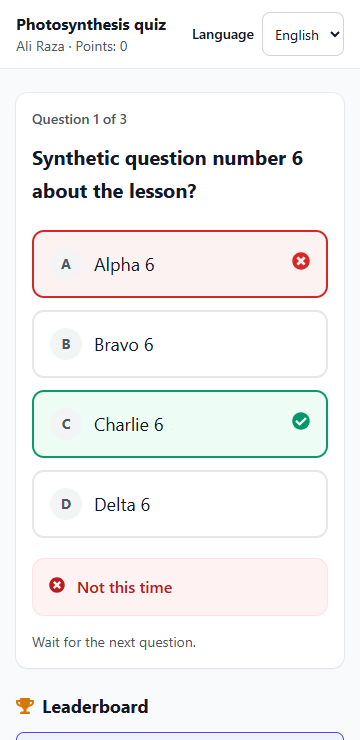 Photosynthesis quiz
Ali Raza · Points: 0
Language
English
Question 1 of 3
Synthetic question number 6
about the lesson?
A
Alpha 6
B
Bravo 6
C
Charlie 6
D
Delta 6
Not this time
Wait for the next question.
Leaderboard